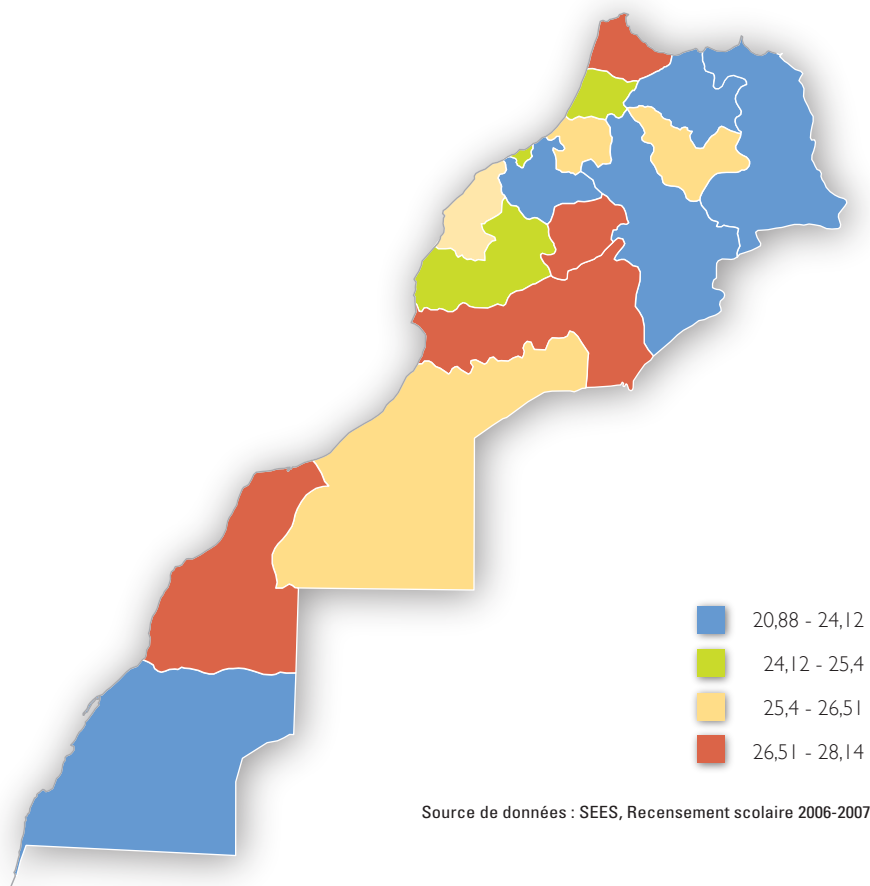 20,88 - 24,12
24,12 - 25,4
25,4 - 26,51
26,51 - 28,14
Source de données : SEES, Recensement scolaire 2006-2007